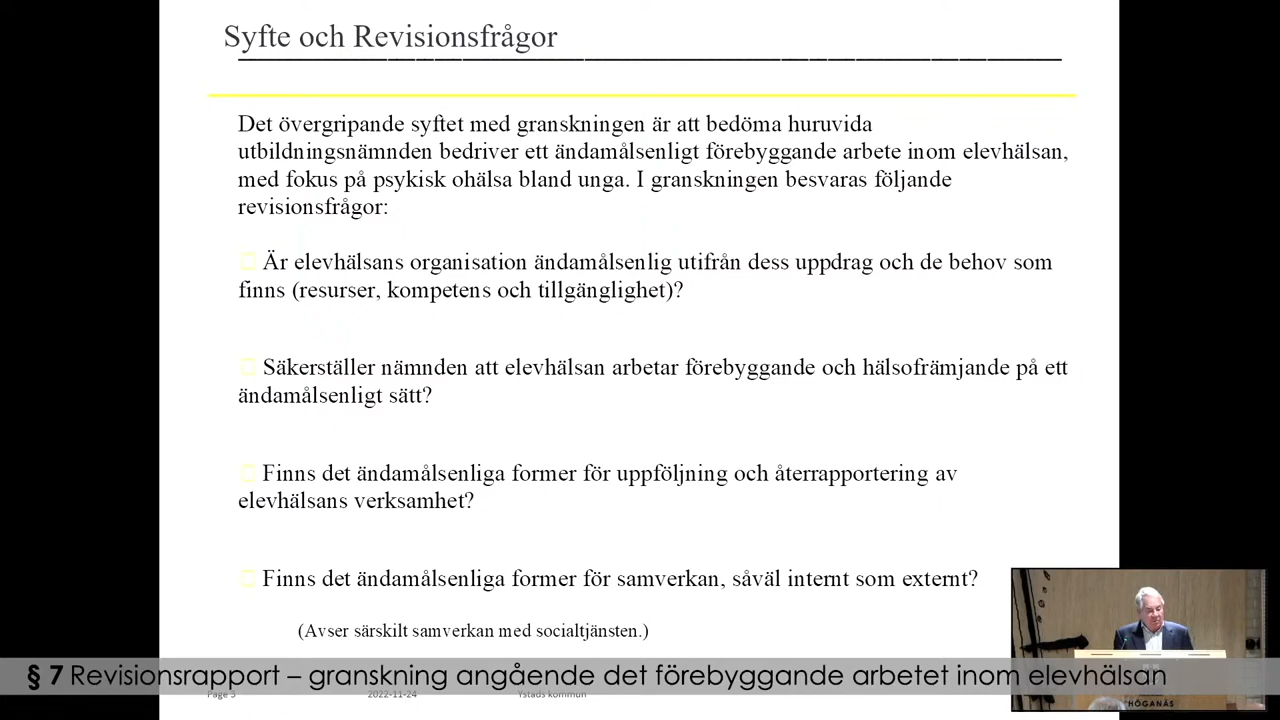 Syfte och Revisionsfrågor
Det övergripande syftet med granskningen är att bedöma huruvida
utbildningsnämnden bedriver ett ändamålsenligt förebyggande arbete inom elevhälsan,
med fokus på psykisk ohälsa bland unga. I granskningen besvaras följande
revisionsfrågor:
Är elevhälsans organisation ändamålsenlig utifrån dess uppdrag och de behov som
finns (resurser, kompetens och tillgänglighet)?
Säkerställer nämnden att elevhälsan arbetar förebyggande och hälsofrämjande på ett
ändamålsenligt sätt?
Finns det ändamålsenliga former för uppföljning och återrapportering av
elevhälsans verksamhet?
Finns det ändamålsenliga former för samverkan, såväl internt som externt?
(Avser särskilt samverkan med socialtjänsten.)
§ 7 Revisionsrapport – granskning angående det förebyggande arbetet inom elevhälsan
Page 5 2022-11-24 Ystads kommun
HÖGANÄS